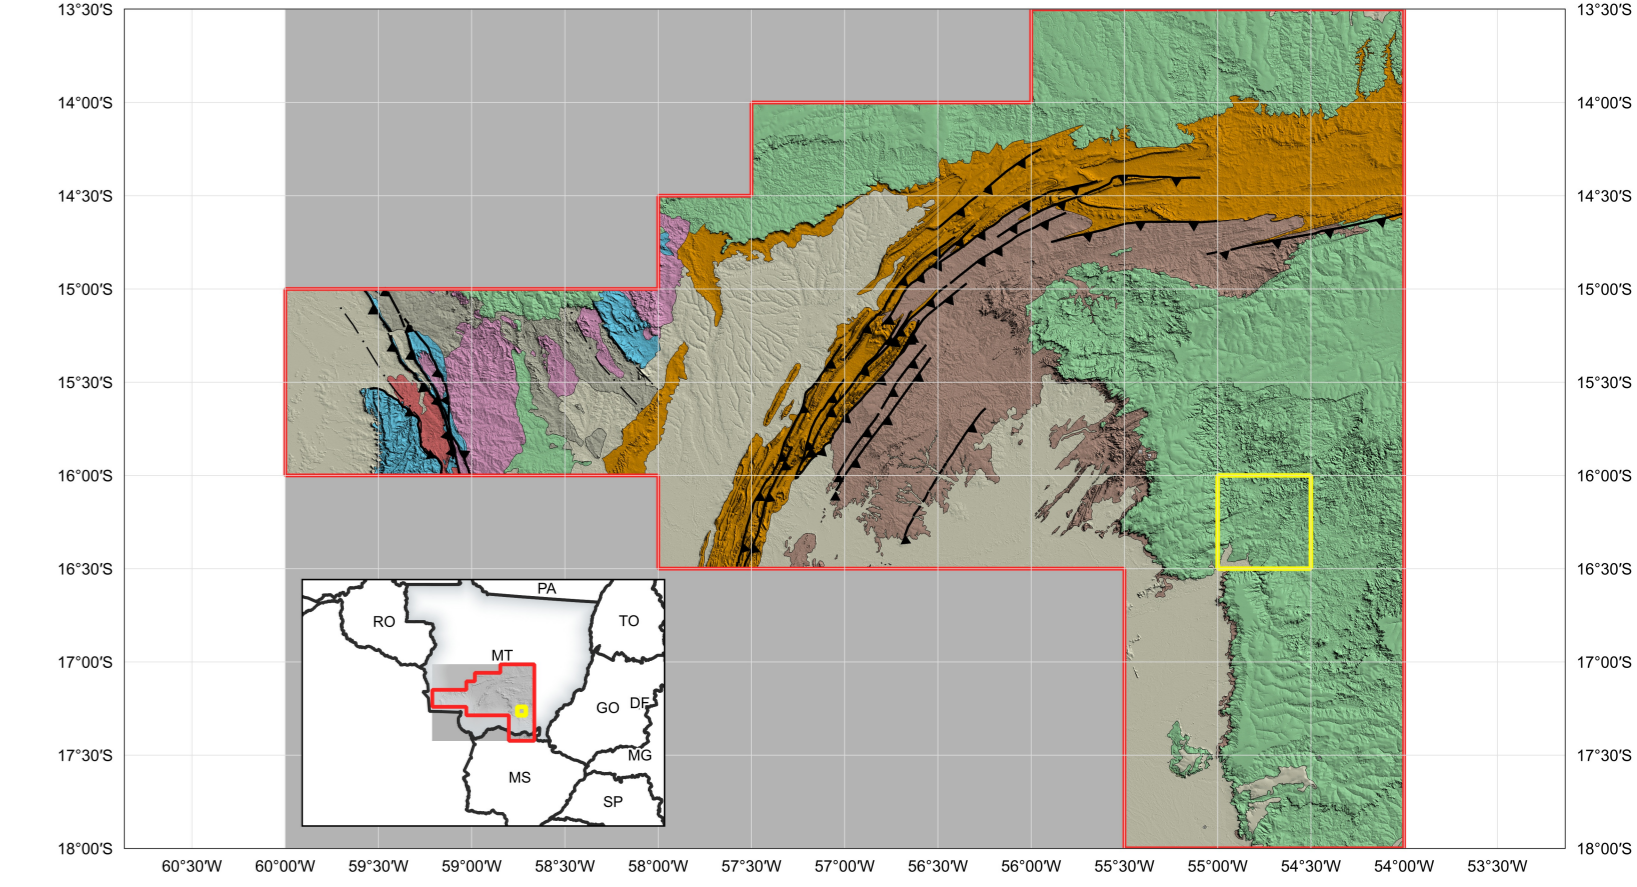 13°30′S 13°30′S
14°00′S 14°00′S
14°30′S 14°30′S
15°00′S 15°00′S
15°30′S 15°30′S
16°00′S 16°00′S
16°30′S 16°30′S
PA
RO TO
MT
17°00′S 17°00′S
GO DF
17°30′S 17°30′S
MG
MS
SP
18°00′S 18°00′S
60°30′W 60°00′W 59°30′W 59°00′W 58°30′W 58°00′W 57°30′W 57°00′W 56°30′W 56°00′W 55°30′W 55°00′W 54°30′W 54°00′W 53°30′W